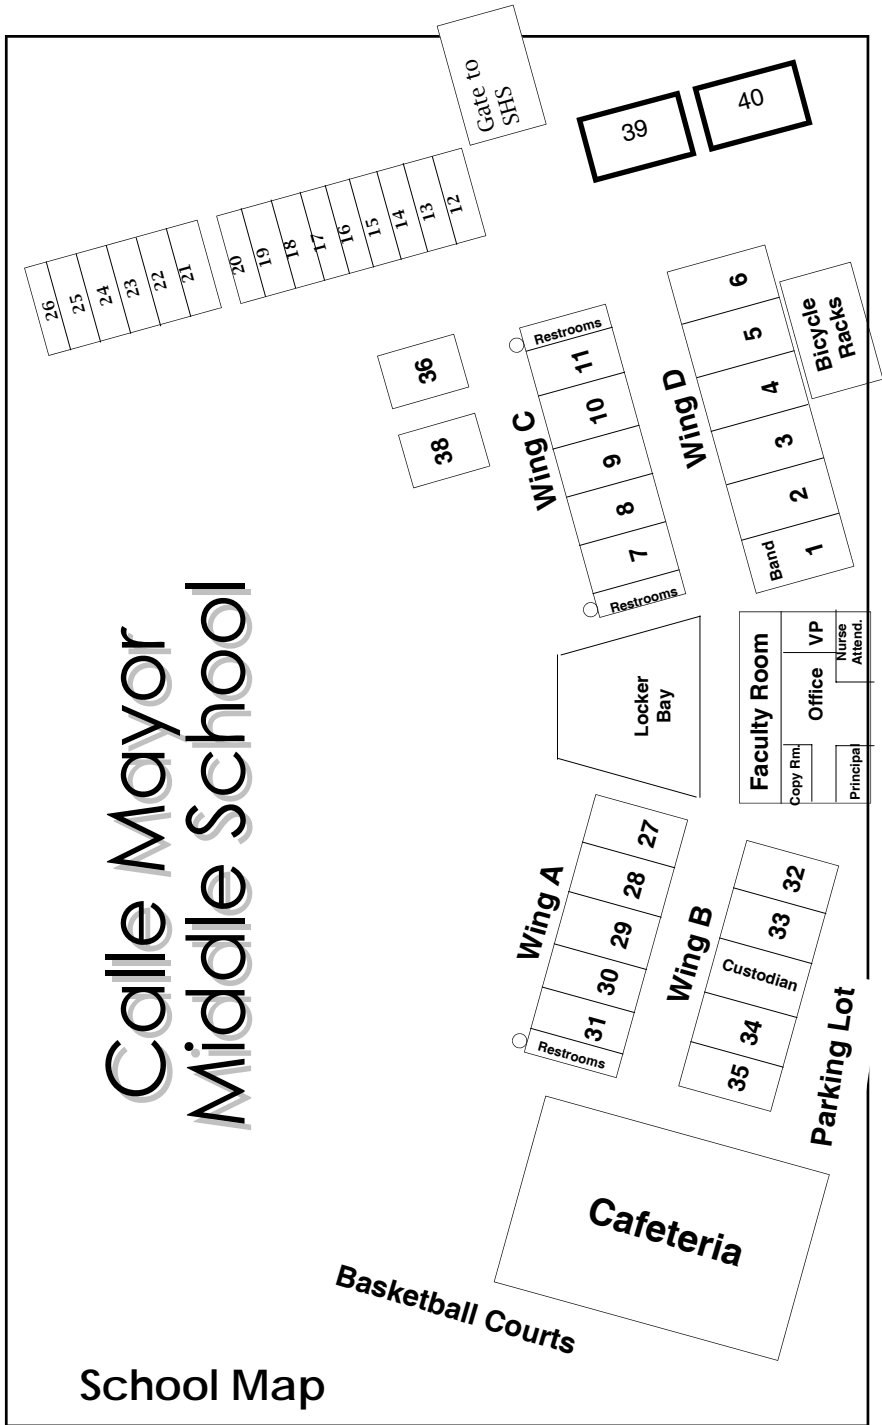 Calle Mayor
Middle School
Gate to
SHS
39
40
26
25
24
23
22
21
20
19
18
17
16
15
14
13
12
36
38
Wing C
Restrooms
11
10
9
8
7
Restrooms
Wing D
6
5
4
3
2
Band
1
Bicycle
Racks
Locker
Bay
Faculty Room
VP
Nurse
Attend.
Office
Copy Rm.
Principal
Wing A
27
28
29
30
31
Restrooms
Wing B
32
33
Custodian
34
35
Parking Lot
Cafeteria
Basketball Courts
School Map